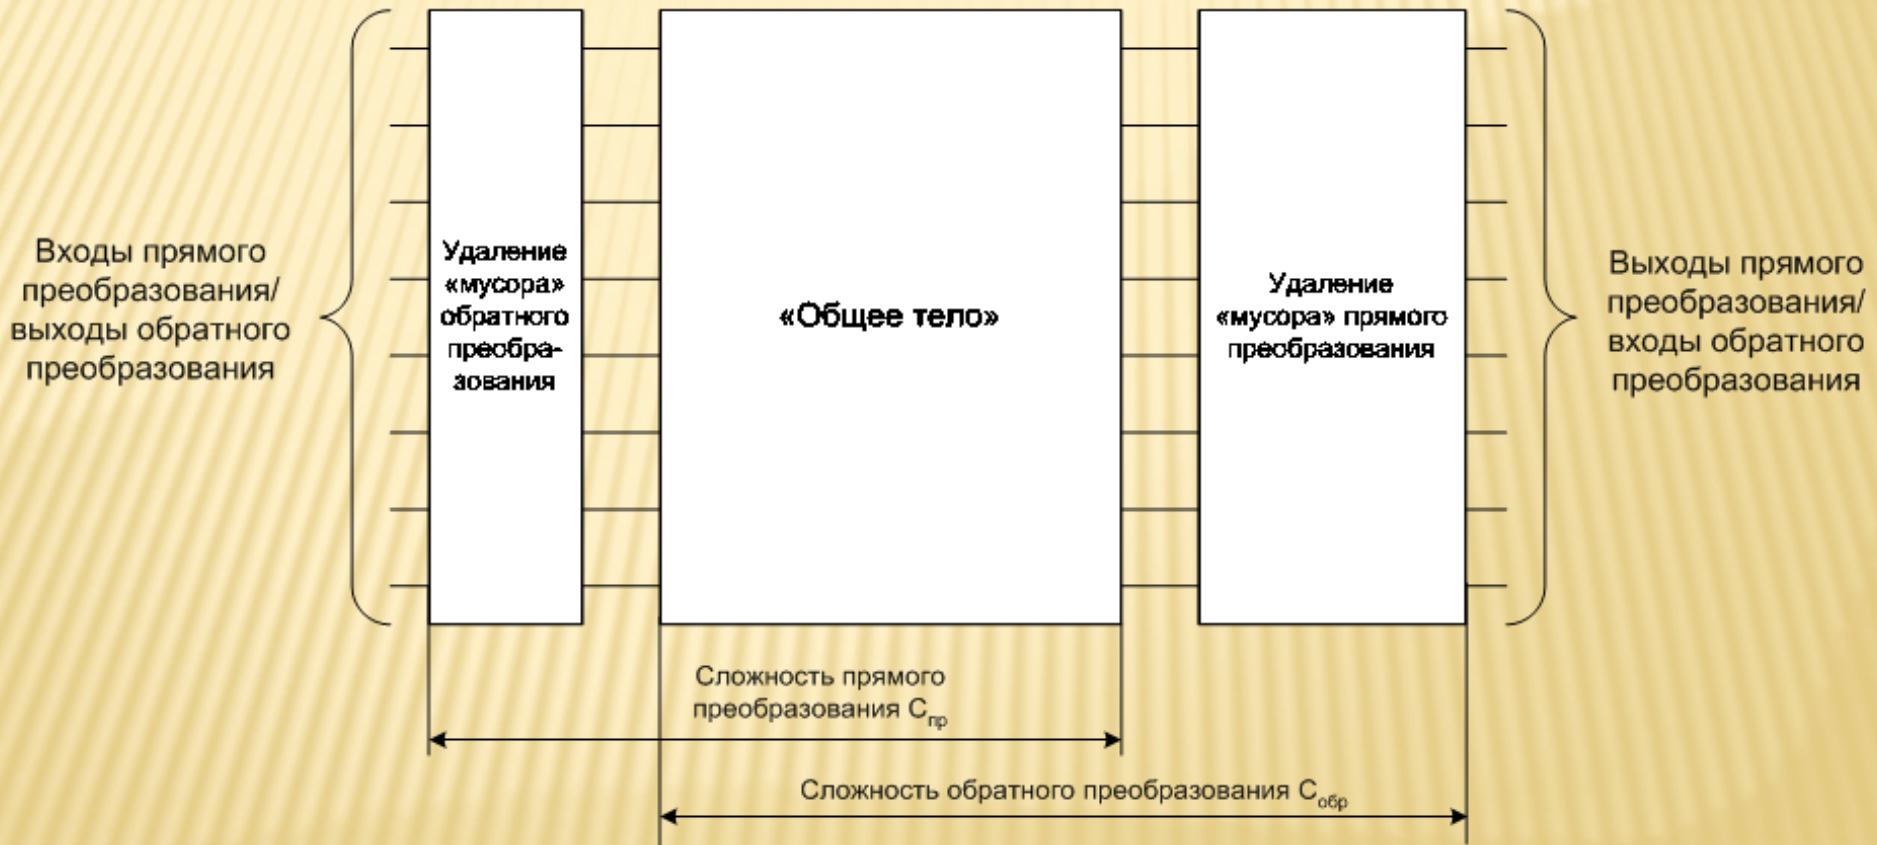 Входы прямого
преобразования/
выходы обратного
преобразования
Удаление
«мусора»
обратного
преобра-
зования
«Общее тело»
Удаление
«мусора» прямого
преобразования
Выходы прямого
преобразования/
входы обратного
преобразования
Сложность прямого
преобразования Cпр
Сложность обратного преобразования Cобр